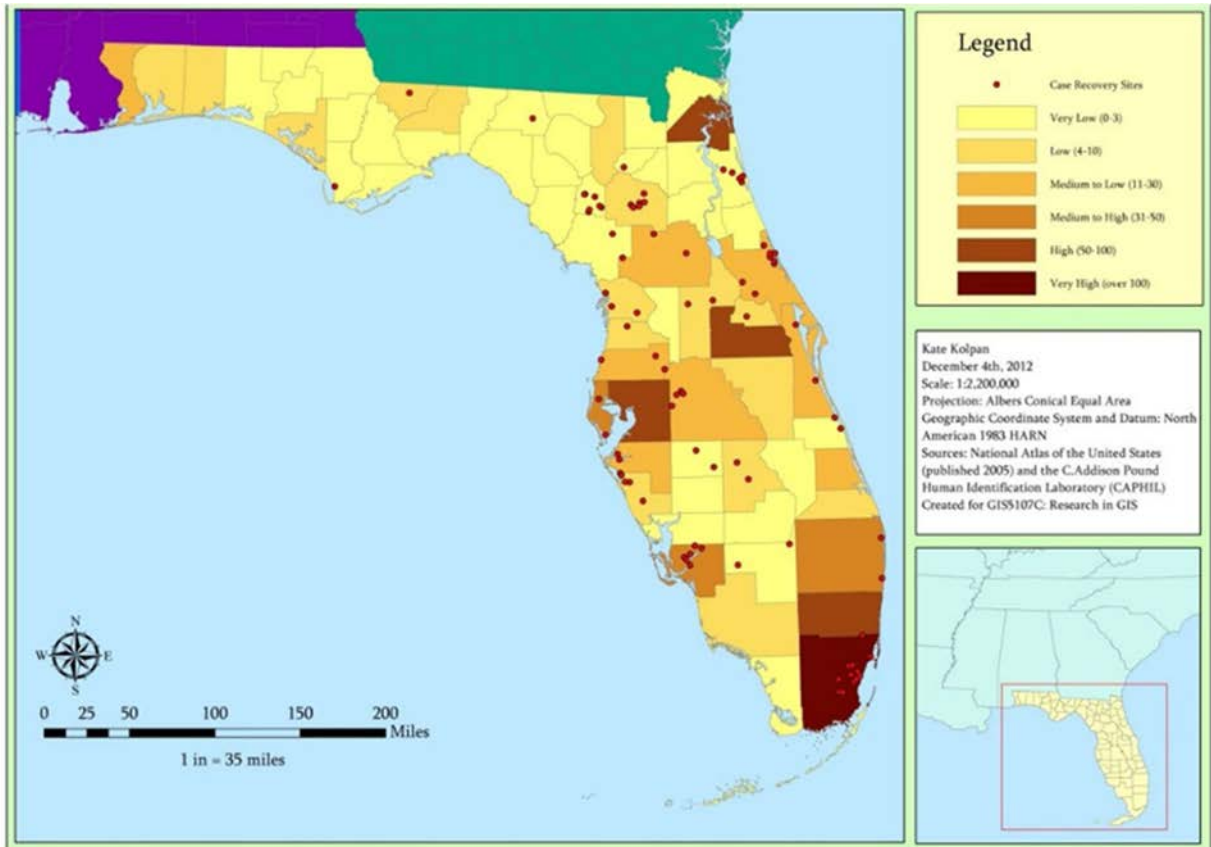 Legend
Case Recovery Sites
Very Low (0-3)
Low (4-10)
Medium to Low (11-30)
Medium to High (31-50)
High (50-100)
Very High (over 100)
Kate Kolpan
December 4th, 2012
Scale: 1:2,200,000
Projection: Albers Conical Equal Area
Geographic Coordinate System and Datum: North
American 1983 HARN
Sources: National Atlas of the United States
(published 2005) and the C.Addison Pound
Human Identification Laboratory (CAPHIL)
Created for GIS5107C: Research in GIS
N
W E
S
0 25 50 100 150 200
Miles
1 in = 35 miles